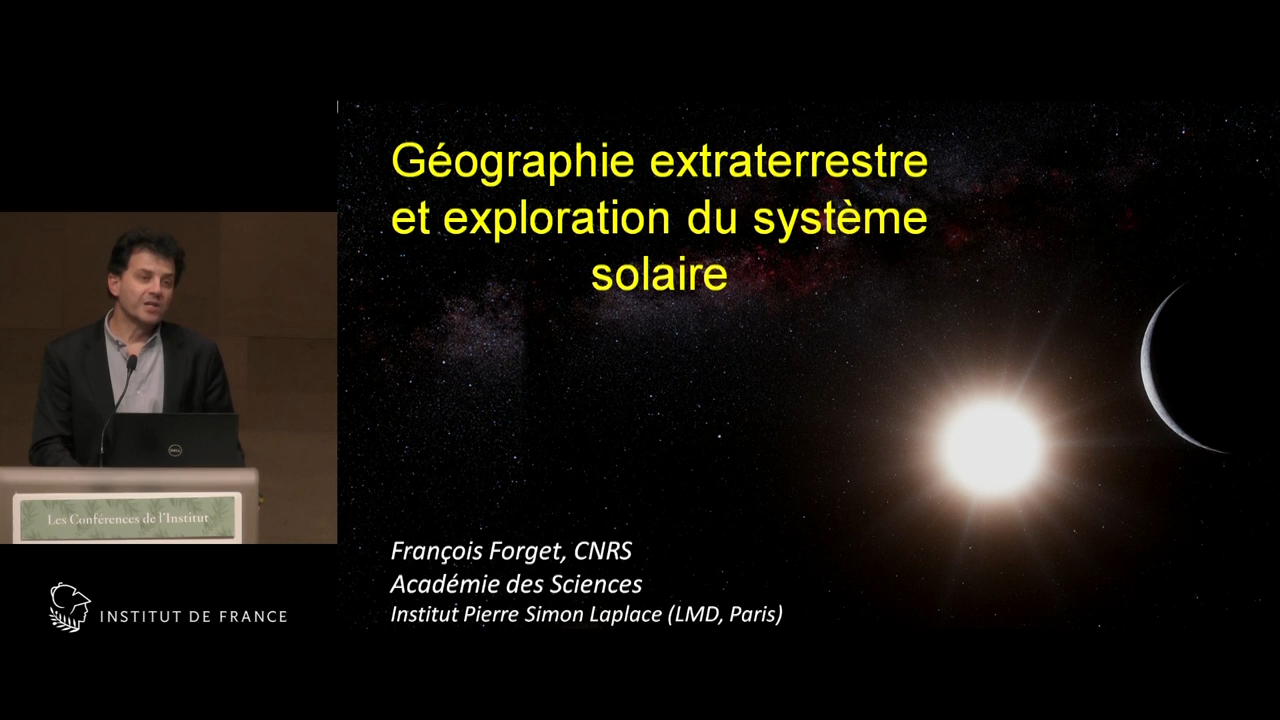 Géographie extraterrestre
et exploration du système
solaire
François Forget, CNRS
Académie des Sciences
Institut Pierre Simon Laplace (LMD, Paris)
DELL
Les Conférences de l'Institut
INSTITUT DE FRANCE